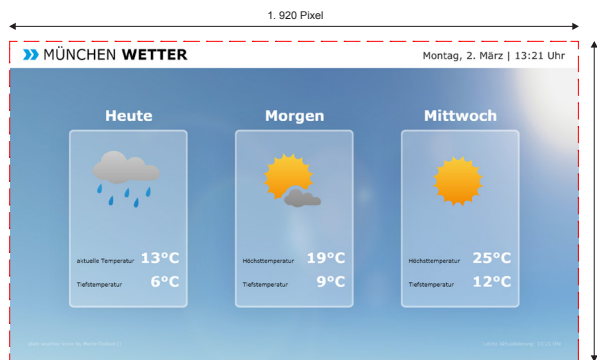 1. 920 Pixel
MÜNCHEN WETTER
Montag, 2. März | 13:21 Uhr
Heute
Morgen
Mittwoch
aktuelle Temperatur 13°C
Tiefsttemperatur 6°C
Höchsttemperatur 19°C
Tiefsttemperatur 9°C
Höchsttemperatur 25°C
Tiefsttemperatur 12°C